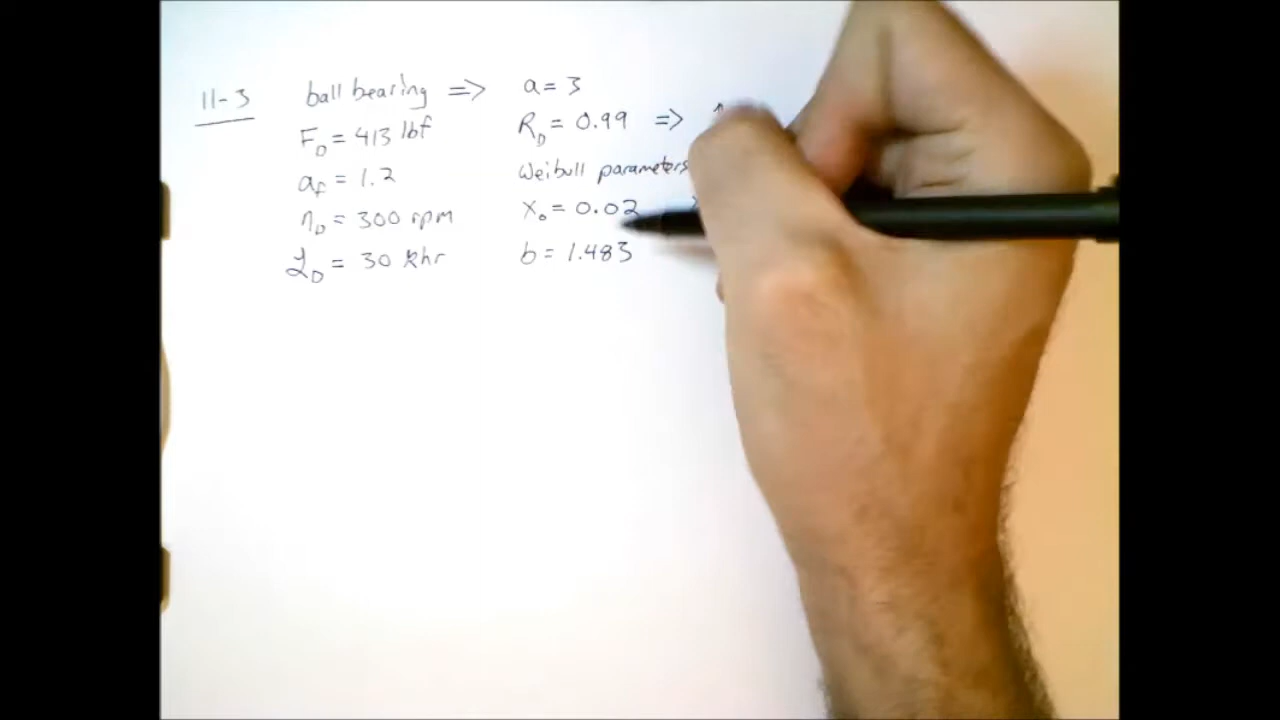 11-3 ball bearing => a = 3
F_D = 413 lbf R_D = 0.99 =>
a_f = 1.2 Weibull parameters
n_D = 300 rpm x_0 = 0.02
L_D = 30 khr b = 1.483